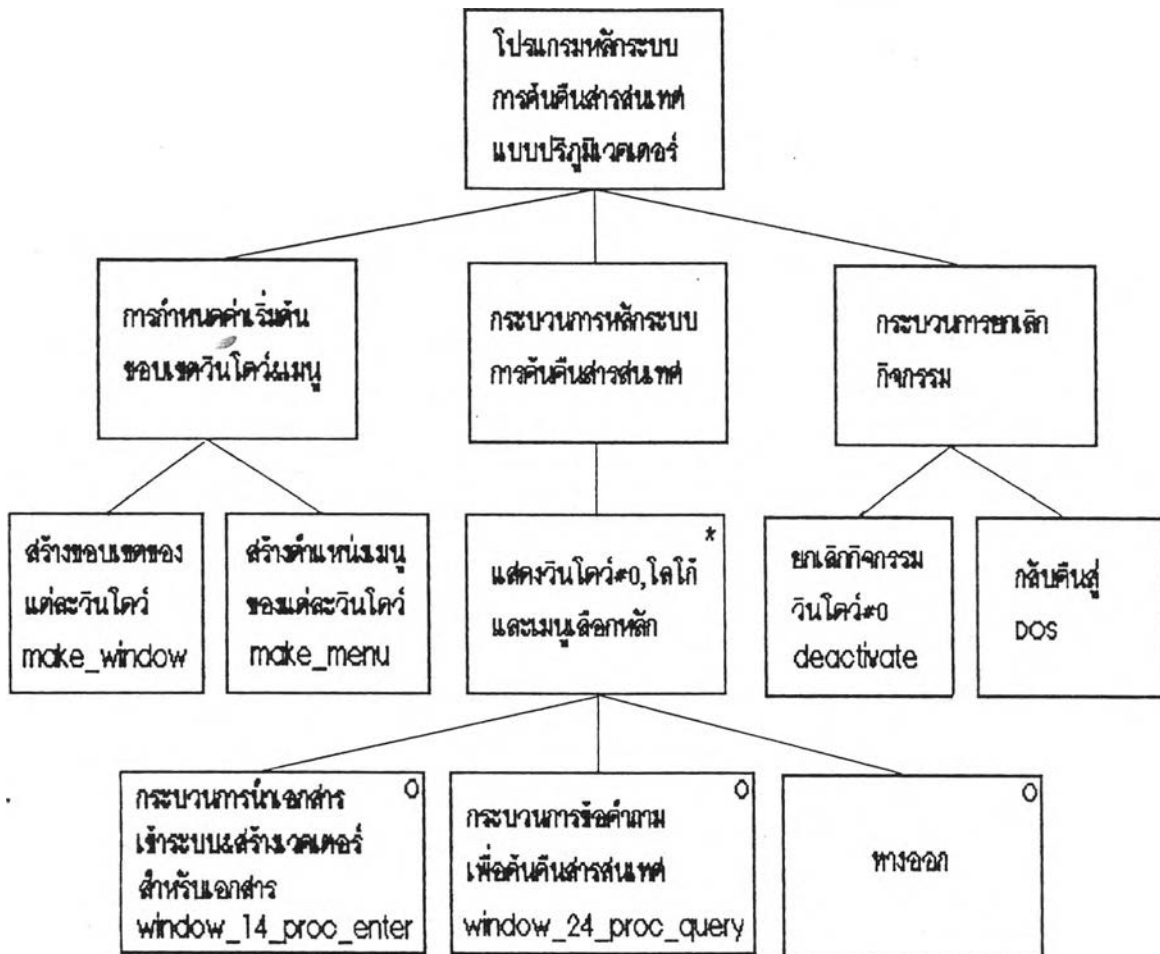 โปรแกรมหลักระบบ
การค้นคืนสารสนเทศ
แบบปริภูมิเวคเตอร์
การกำหนดค่าเริ่มต้น
ขอบเขตวินโดว์&เมนู
กระบวนการหลักระบบ
การค้นคืนสารสนเทศ
กระบวนการยกเลิก
กิจกรรม
สร้างขอบเขตของ
แต่ละวินโดว์
make_window
สร้างตำแหน่งเมนู
ของแต่ละวินโดว์
make_menu
*
แสดงวินโดว์#0,โลโก้
และเมนูเลือกหลัก
ยกเลิกกิจกรรม
วินโดว์#0
deactivate
กลับคืนสู่
DOS
กระบวนการนำเอกสาร O
เข้าระบบ&สร้างเวคเตอร์
สำหรับเอกสาร
window_14_proc_enter
O
กระบวนการข้อคำถาม
เพื่อค้นคืนสารสนเทศ
window_24_proc_query
O
ทางออก